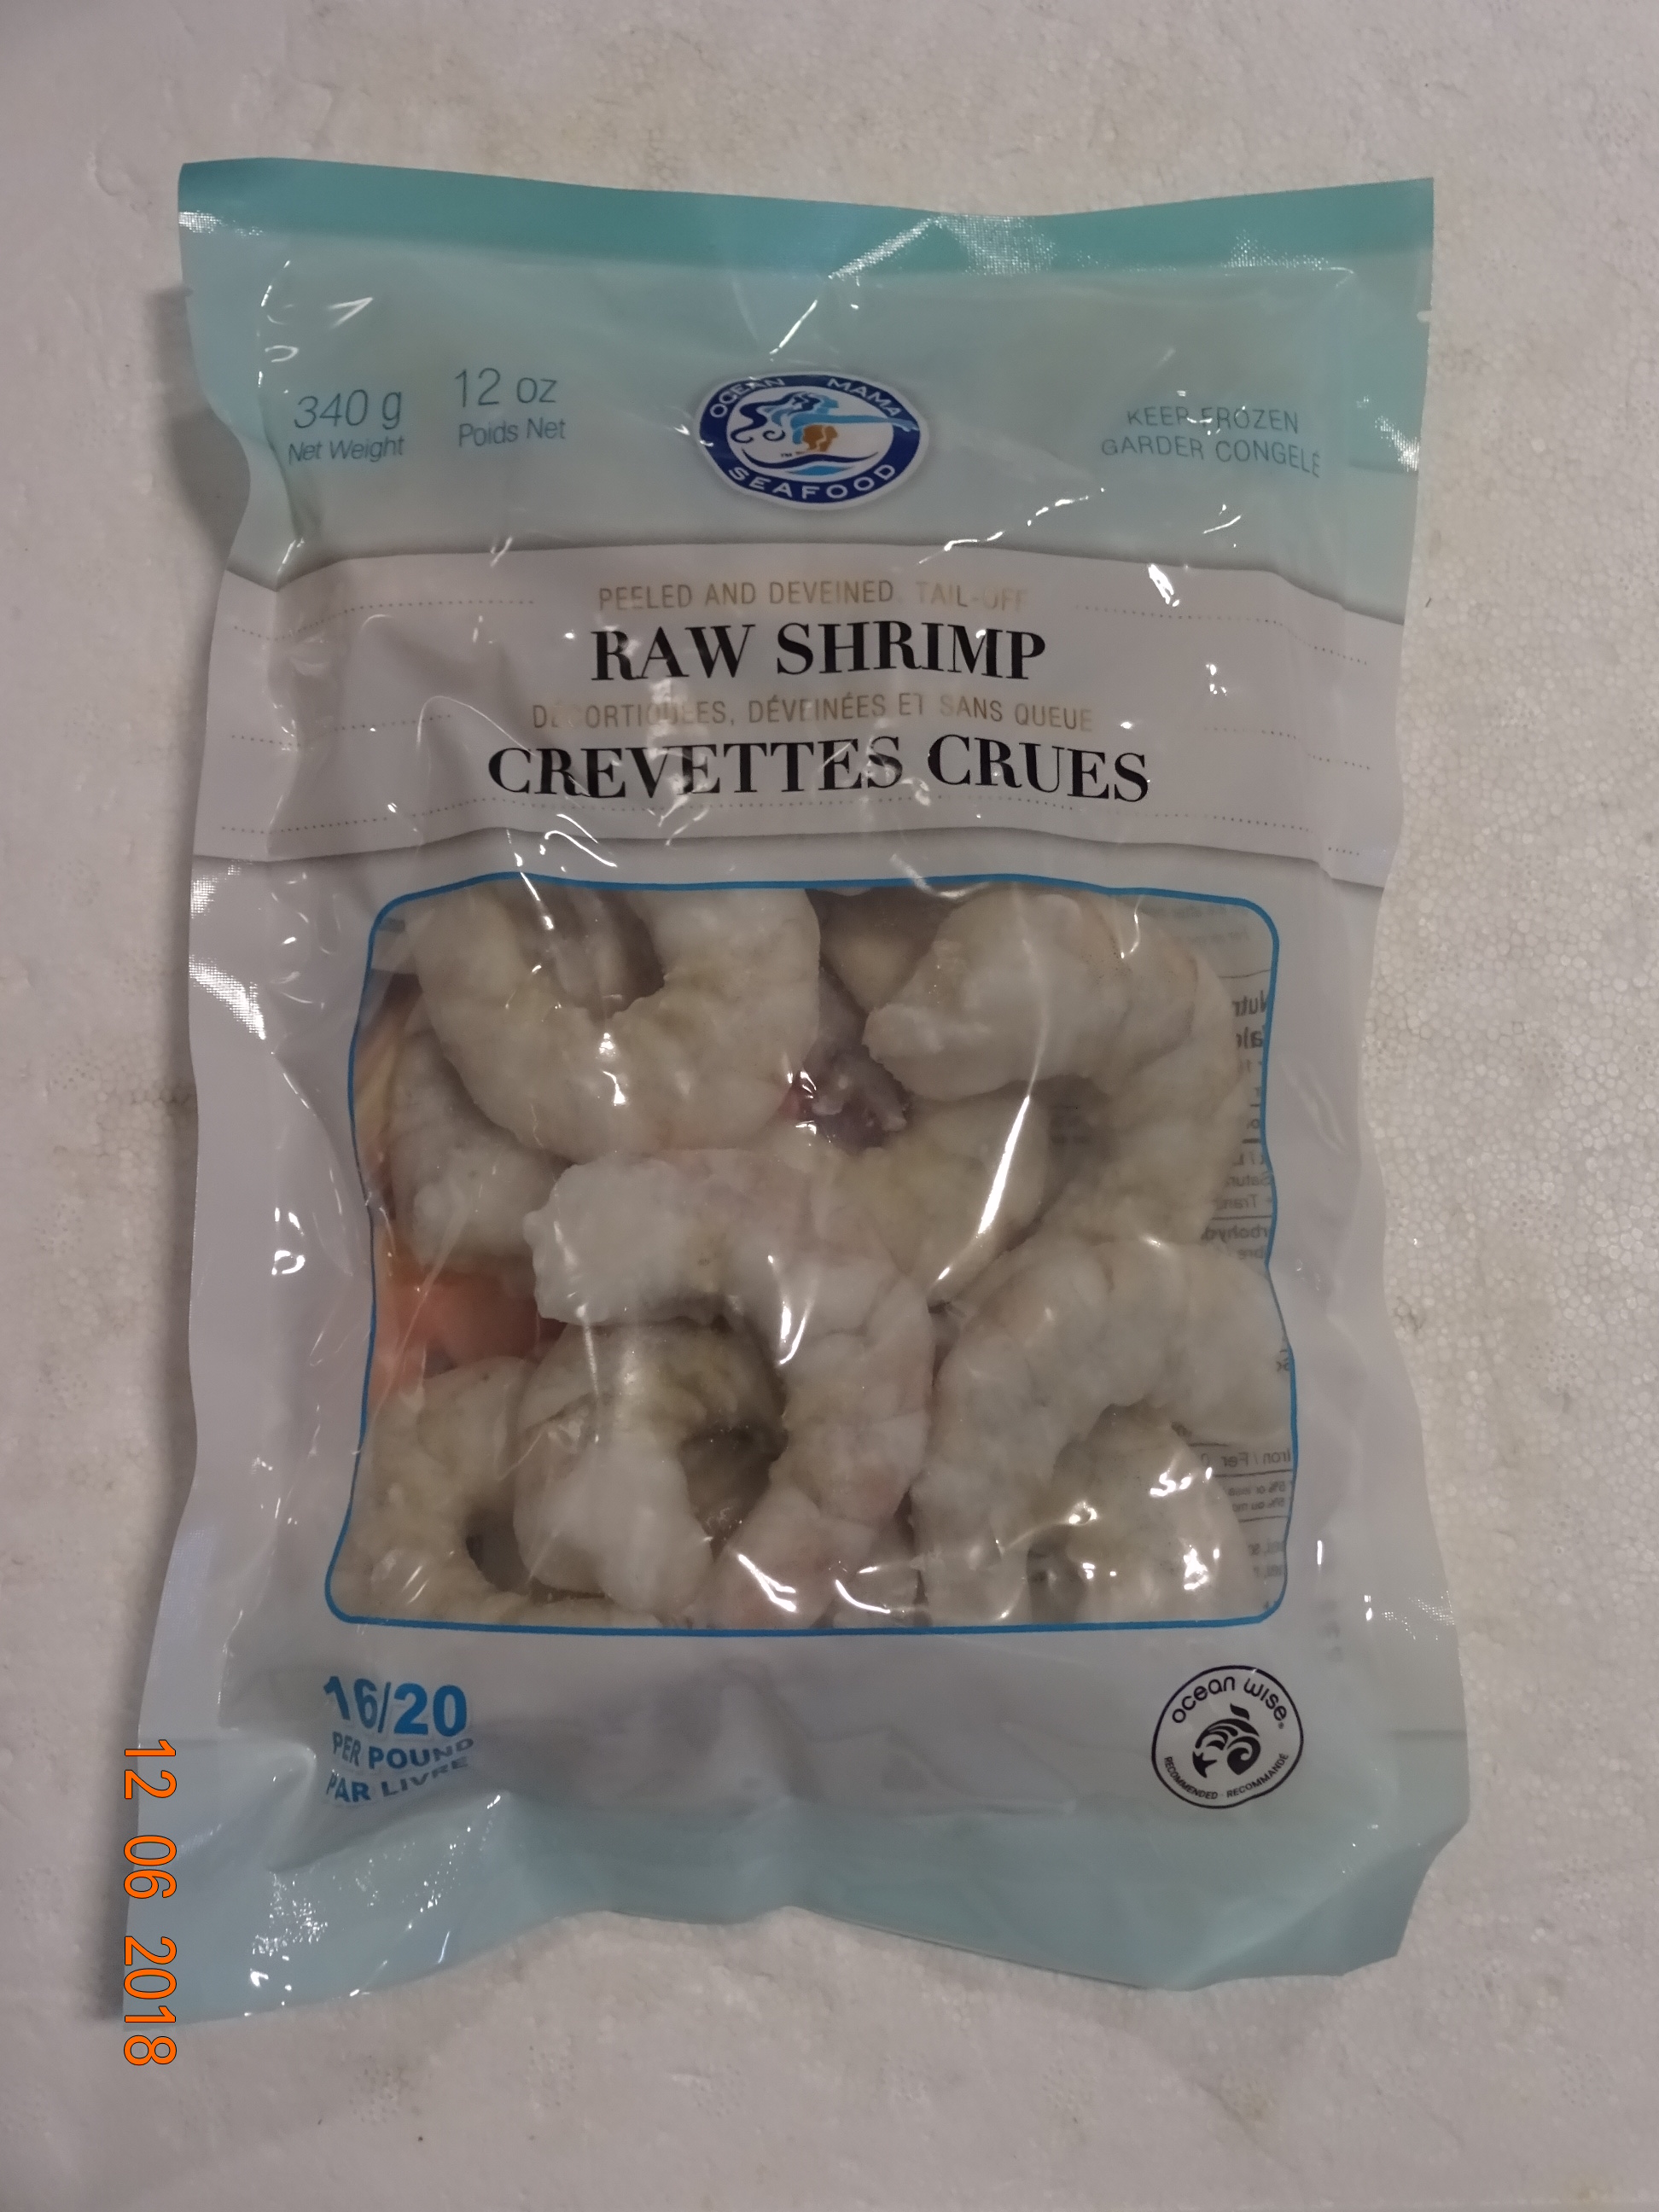 340 g 12 oz
Net Weight Poids Net
OCEAN MAMA
SEAFOOD
KEEP FROZEN
GARDER CONGELÉ
PEELED AND DEVEINED, TAIL-OFF
RAW SHRIMP
DÉCORTIQUÉES, DÉVEINÉES ET SANS QUEUE
CREVETTES CRUES
Iron / Fer
16/20
PER POUND
PAR LIVRE
ocean wise®
RECOMMENDED · RECOMMANDÉ
12 06 2018